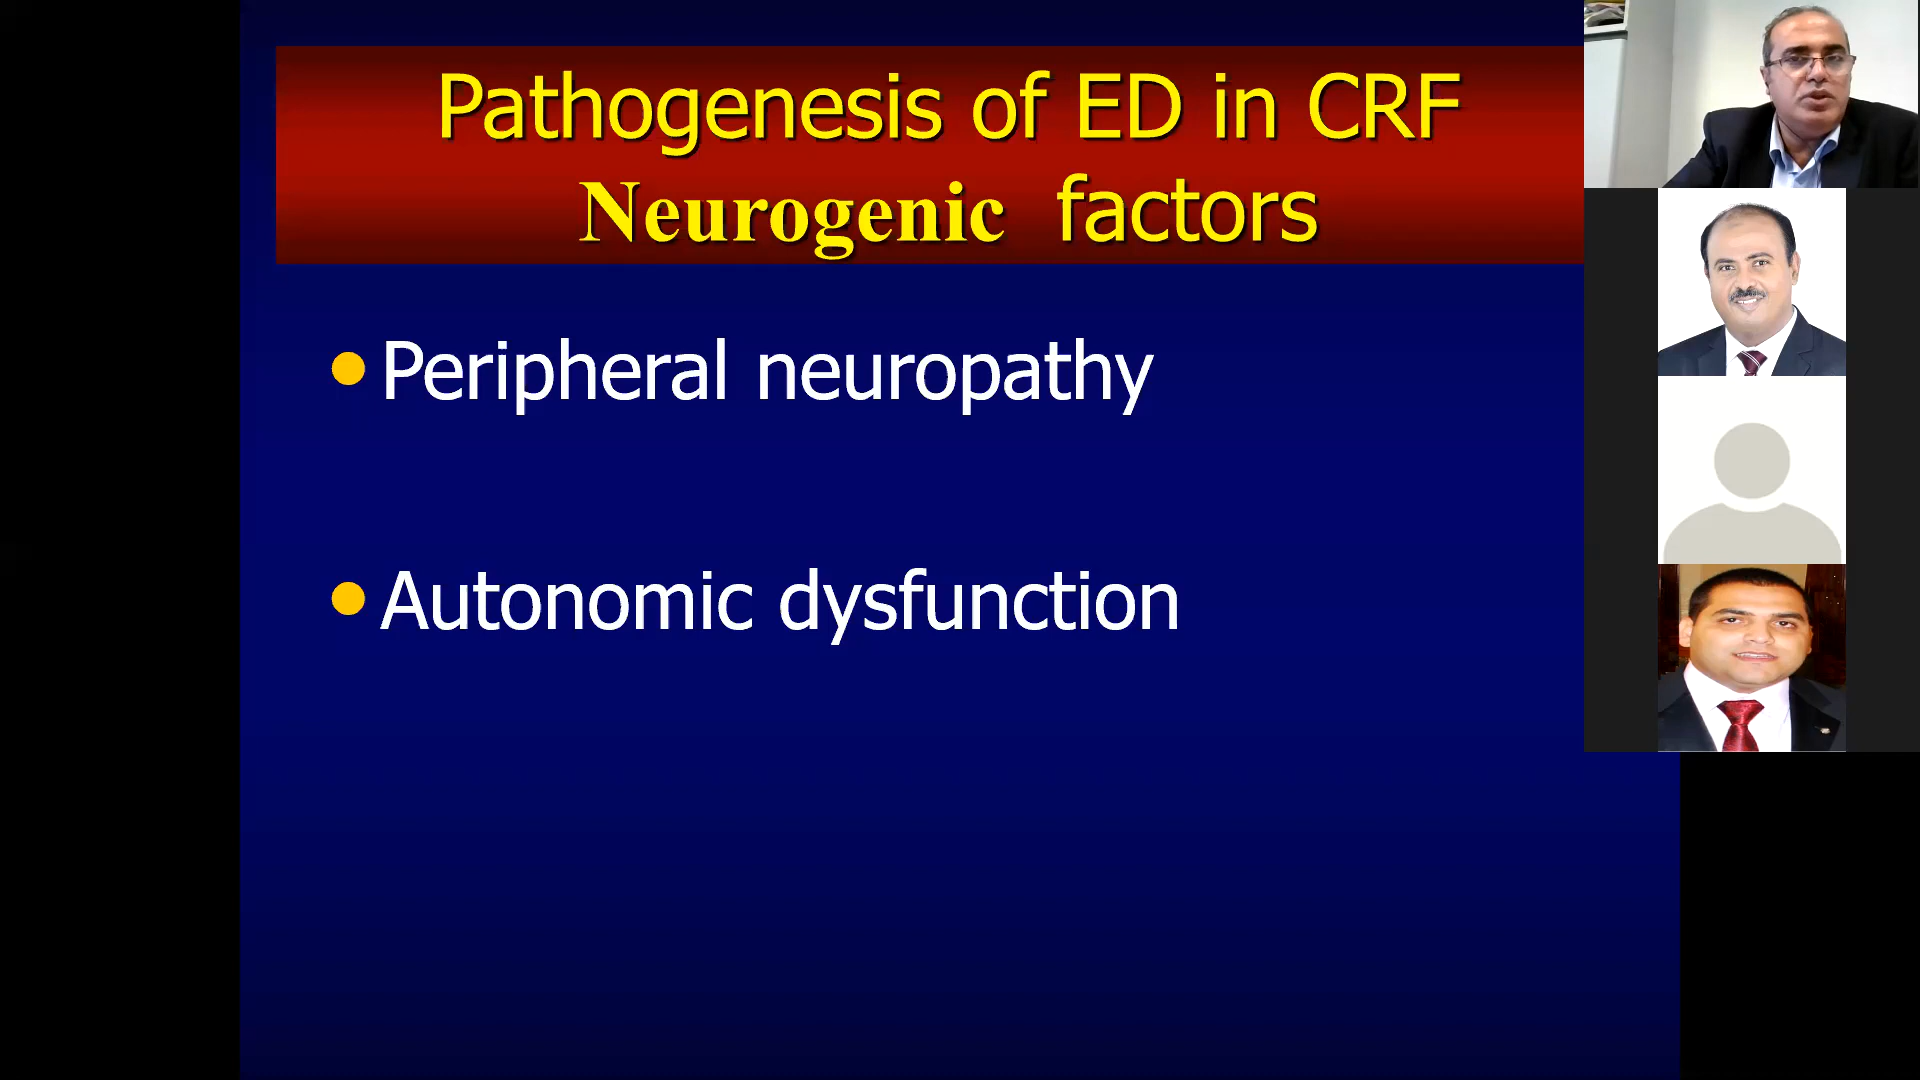 Pathogenesis of ED in CRF
Neurogenic factors
Peripheral neuropathy
Autonomic dysfunction